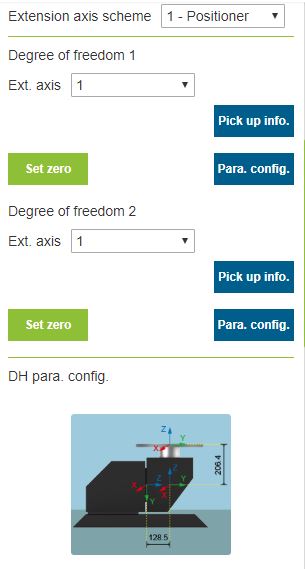 Extension axis scheme 1 - Positioner
Degree of freedom 1
Ext. axis 1
Pick up info.
Set zero Para. config.
Degree of freedom 2
Ext. axis 1
Pick up info.
Set zero Para. config.
DH para. config.
Z
Y
X
206.4
Z
X Z Y
X
Y
128.5